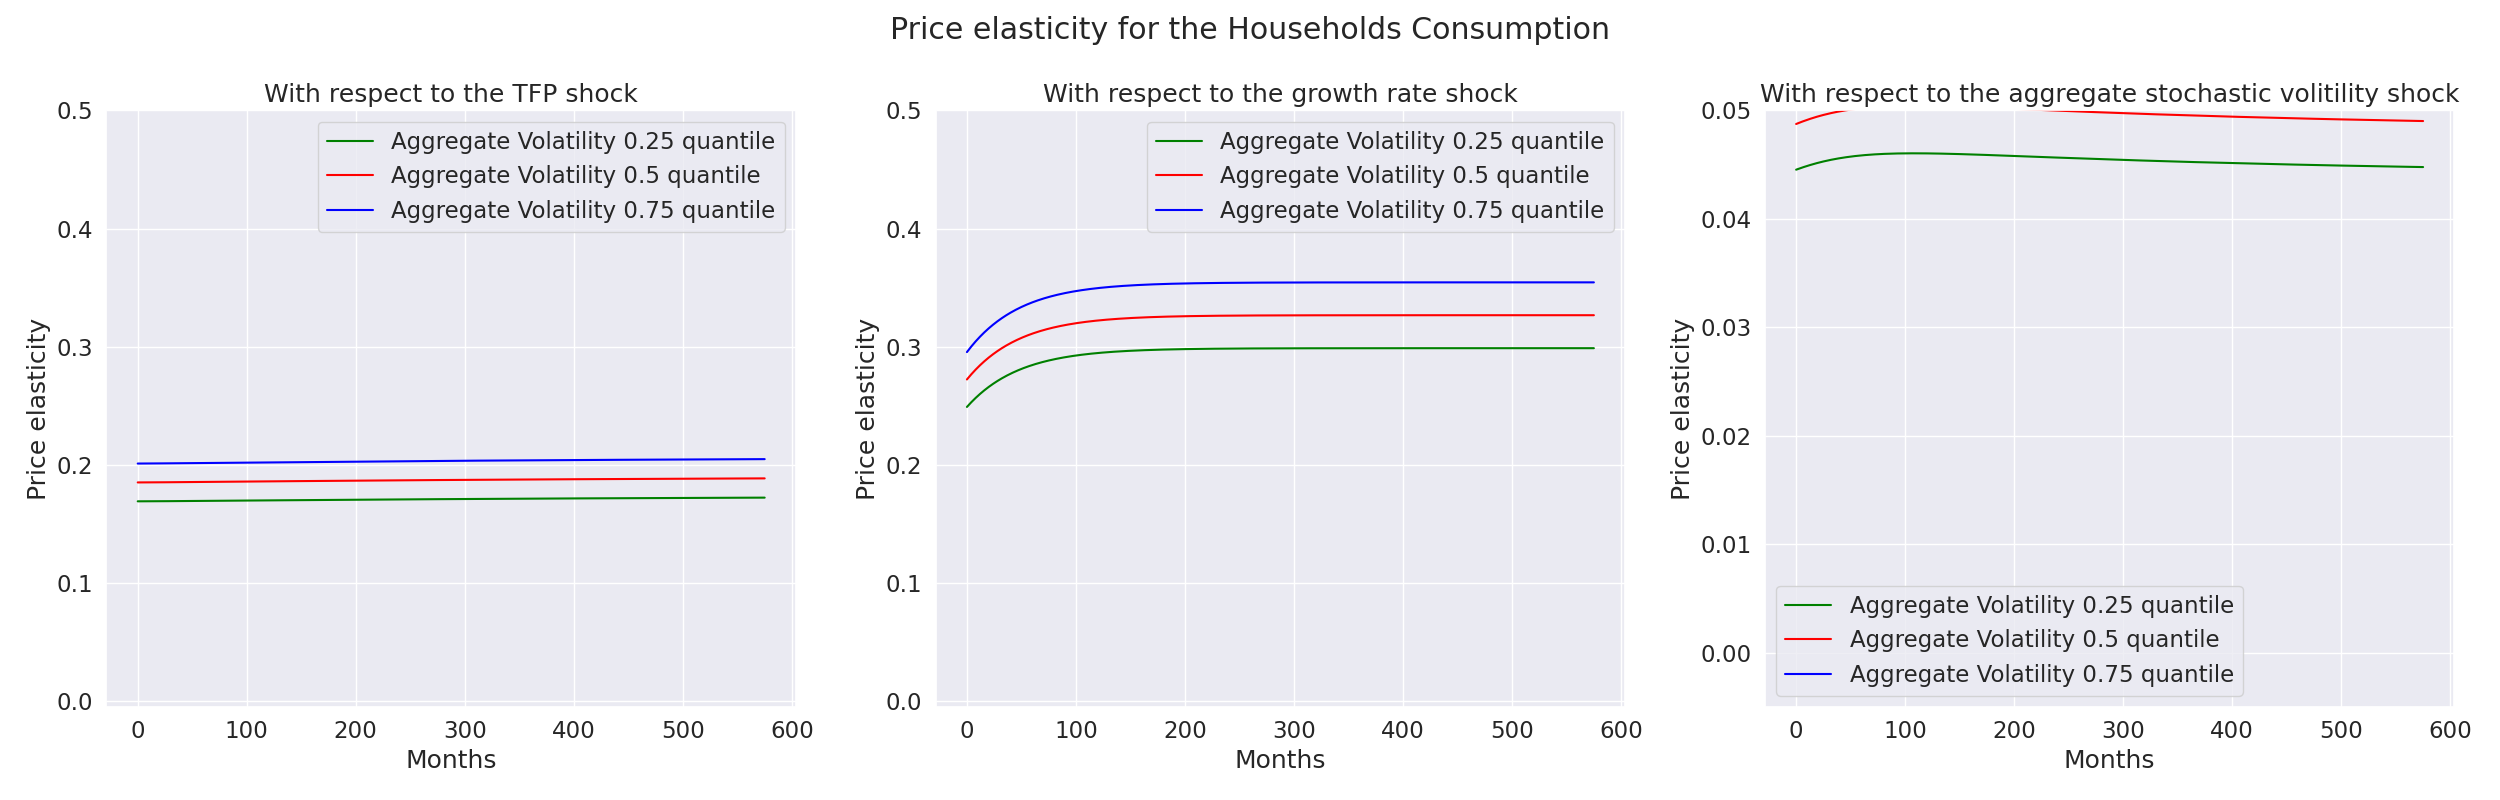 Price elasticity for the Households Consumption
With respect to the TFP shock
Price elasticity
0.5
0.4
0.3
0.2
0.1
0.0
Aggregate Volatility 0.25 quantile
Aggregate Volatility 0.5 quantile
Aggregate Volatility 0.75 quantile
0 100 200 300 400 500 600
Months
With respect to the growth rate shock
Price elasticity
0.5
0.4
0.3
0.2
0.1
0.0
Aggregate Volatility 0.25 quantile
Aggregate Volatility 0.5 quantile
Aggregate Volatility 0.75 quantile
0 100 200 300 400 500 600
Months
With respect to the aggregate stochastic volitility shock
Price elasticity
0.05
0.04
0.03
0.02
0.01
0.00
Aggregate Volatility 0.25 quantile
Aggregate Volatility 0.5 quantile
Aggregate Volatility 0.75 quantile
0 100 200 300 400 500 600
Months